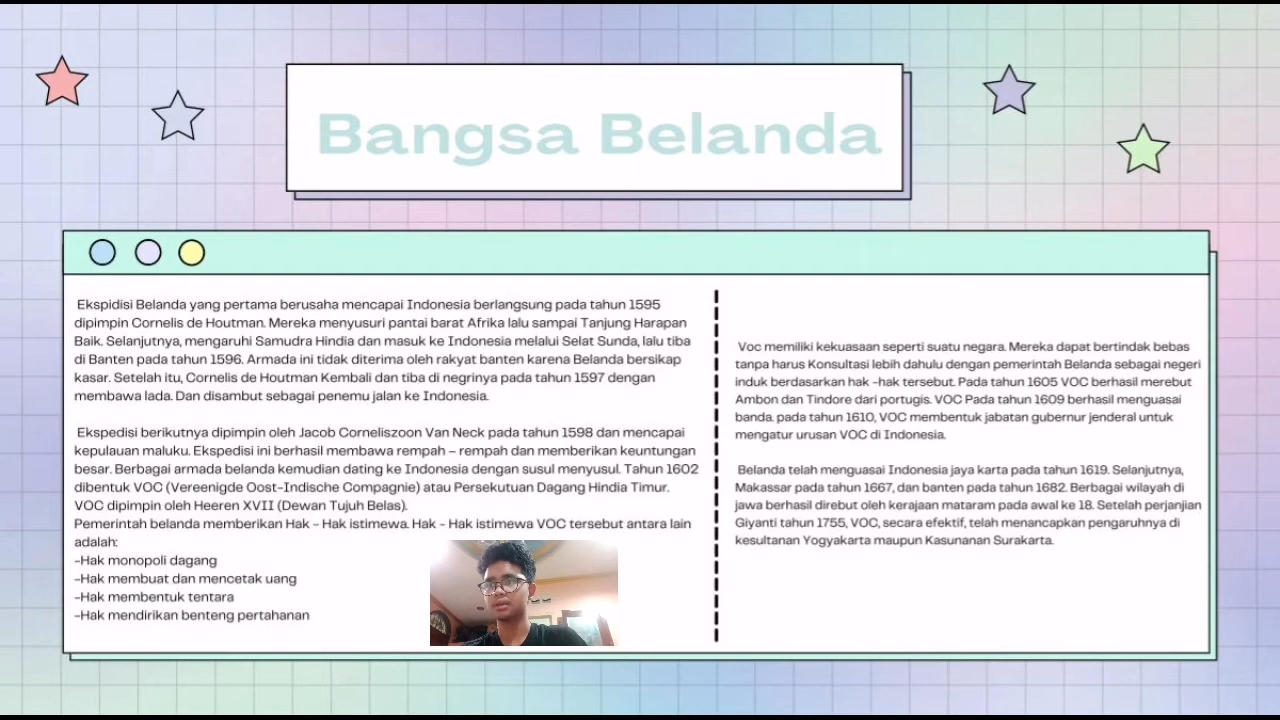 Bangsa Belanda
Ekspidisi Belanda yang pertama berusaha mencapai Indonesia berlangsung pada tahun 1595
dipimpin Cornelis de Houtman. Mereka menyusuri pantai barat Afrika lalu sampai Tanjung Harapan
Baik. Selanjutnya, mengaruhi Samudra Hindia dan masuk ke Indonesia melalui Selat Sunda, lalu tiba
di Banten pada tahun 1596. Armada ini tidak diterima oleh rakyat banten karena Belanda bersikap
kasar. Setelah itu, Cornelis de Houtman Kembali dan tiba di negrinya pada tahun 1597 dengan
membawa lada. Dan disambut sebagai penemu jalan ke Indonesia.
Ekspedisi berikutnya dipimpin oleh Jacob Corneliszoon Van Neck pada tahun 1598 dan mencapai
kepulauan maluku. Ekspedisi ini berhasil membawa rempah – rempah dan memberikan keuntungan
besar. Berbagai armada belanda kemudian dating ke Indonesia dengan susul menyusul. Tahun 1602
dibentuk VOC (Vereenigde Oost-Indische Compagnie) atau Persekutuan Dagang Hindia Timur.
VOC dipimpin oleh Heeren XVII (Dewan Tujuh Belas).
Pemerintah belanda memberikan Hak - Hak istimewa. Hak - Hak istimewa VOC tersebut antara lain
adalah:
-Hak monopoli dagang
-Hak membuat dan mencetak uang
-Hak membentuk tentara
-Hak mendirikan benteng pertahanan
Voc memiliki kekuasaan seperti suatu negara. Mereka dapat bertindak bebas
tanpa harus Konsultasi lebih dahulu dengan pemerintah Belanda sebagai negeri
induk berdasarkan hak -hak tersebut. Pada tahun 1605 VOC berhasil merebut
Ambon dan Tindore dari portugis. VOC Pada tahun 1609 berhasil menguasai
banda. pada tahun 1610, VOC membentuk jabatan gubernur jenderal untuk
mengatur urusan VOC di Indonesia.
Belanda telah menguasai Indonesia jaya karta pada tahun 1619. Selanjutnya,
Makassar pada tahun 1667, dan banten pada tahun 1682. Berbagai wilayah di
jawa berhasil direbut oleh kerajaan mataram pada awal ke 18. Setelah perjanjian
Giyanti tahun 1755, VOC, secara efektif, telah menancapkan pengaruhnya di
kesultanan Yogyakarta maupun Kasunanan Surakarta.